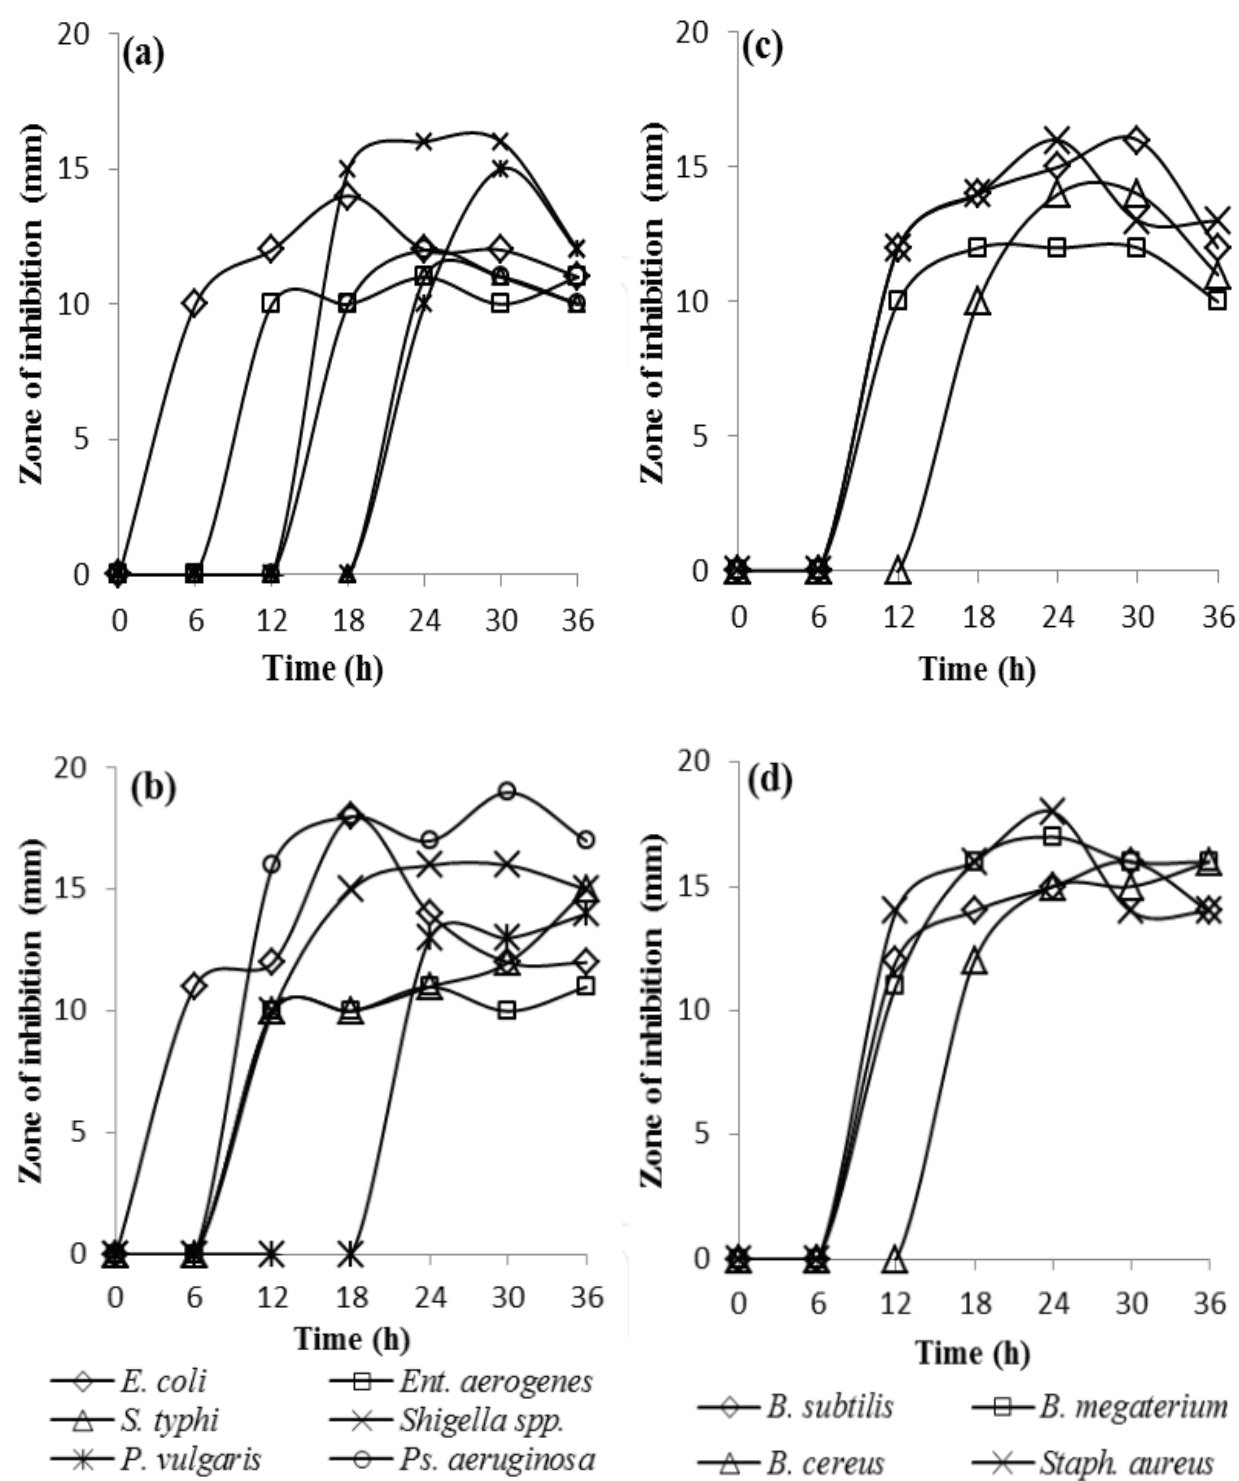 (a)
Zone of inhibition (mm)
20
15
10
5
0
0 6 12 18 24 30 36
Time (h)
(c)
Zone of inhibition (mm)
20
15
10
5
0
0 6 12 18 24 30 36
Time (h)
(b)
Zone of inhibition (mm)
20
15
10
5
0
0 6 12 18 24 30 36
Time (h)
E. coli Ent. aerogenes
S. typhi Shigella spp.
P. vulgaris Ps. aeruginosa
(d)
Zone of inhibition (mm)
20
15
10
5
0
0 6 12 18 24 30 36
Time (h)
B. subtilis B. megaterium
B. cereus Staph. aureus